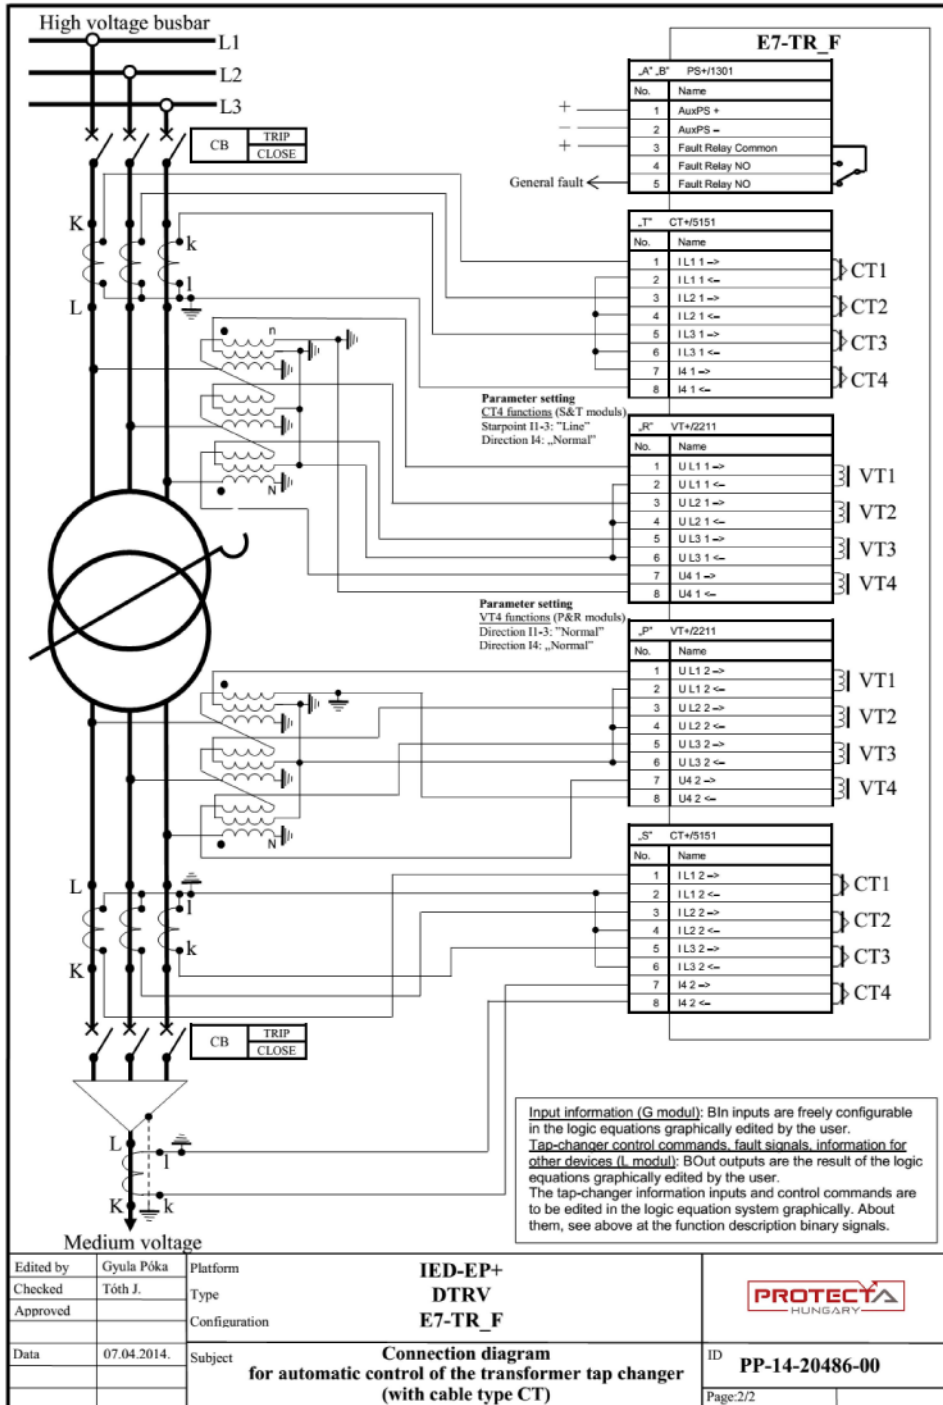 High voltage busbar
L1
L2
L3
CB TRIP
CLOSE
E7-TR_F
„A" „B" PS+/1301
No. Name
+ 1 AuxPS +
− 2 AuxPS −
+ 3 Fault Relay Common
4 Fault Relay NO
General fault 5 Fault Relay NO
K
k
l
L
„T" CT+/5151
No. Name
1 I L1 1 -->
2 I L1 1 <--
3 I L2 1 -->
4 I L2 1 <--
5 I L3 1 -->
6 I L3 1 <--
7 I4 1 -->
8 I4 1 <--
CT1
CT2
CT3
CT4
n
N
Parameter setting
CT4 functions (S&T moduls)
Starpoint I1-3: "Line"
Direction I4: „Normal"
„R" VT+/2211
No. Name
1 U L1 1 -->
2 U L1 1 <--
3 U L2 1 -->
4 U L2 1 <--
5 U L3 1 -->
6 U L3 1 <--
7 U4 1 -->
8 U4 1 <--
VT1
VT2
VT3
VT4
Parameter setting
VT4 functions (P&R moduls)
Direction I1-3: "Normal"
Direction I4: „Normal"
„P" VT+/2211
No. Name
1 U L1 2 -->
2 U L1 2 <--
3 U L2 2 -->
4 U L2 2 <--
5 U L3 2 -->
6 U L3 2 <--
7 U4 2 -->
8 U4 2 <--
VT1
VT2
VT3
VT4
N
„S" CT+/5151
No. Name
1 I L1 2 -->
2 I L1 2 <--
3 I L2 2 -->
4 I L2 2 <--
5 I L3 2 -->
6 I L3 2 <--
7 I4 2 -->
8 I4 2 <--
CT1
CT2
CT3
CT4
L
l
k
K
CB TRIP
CLOSE
L
l
K
k
Medium voltage
Input information (G modul): BIn inputs are freely configurable
in the logic equations graphically edited by the user.
Tap-changer control commands, fault signals, information for
other devices (L modul): BOut outputs are the result of the logic
equations graphically edited by the user.
The tap-changer information inputs and control commands are
to be edited in the logic equation system graphically. About
them, see above at the function description binary signals.
Edited by Gyula Póka
Checked Tóth J.
Approved
Data 07.04.2014.
Platform IED-EP+
Type DTRV
Configuration E7-TR_F
Subject Connection diagram
for automatic control of the transformer tap changer
(with cable type CT)
PROTECTA
HUNGARY
ID PP-14-20486-00
Page:2/2